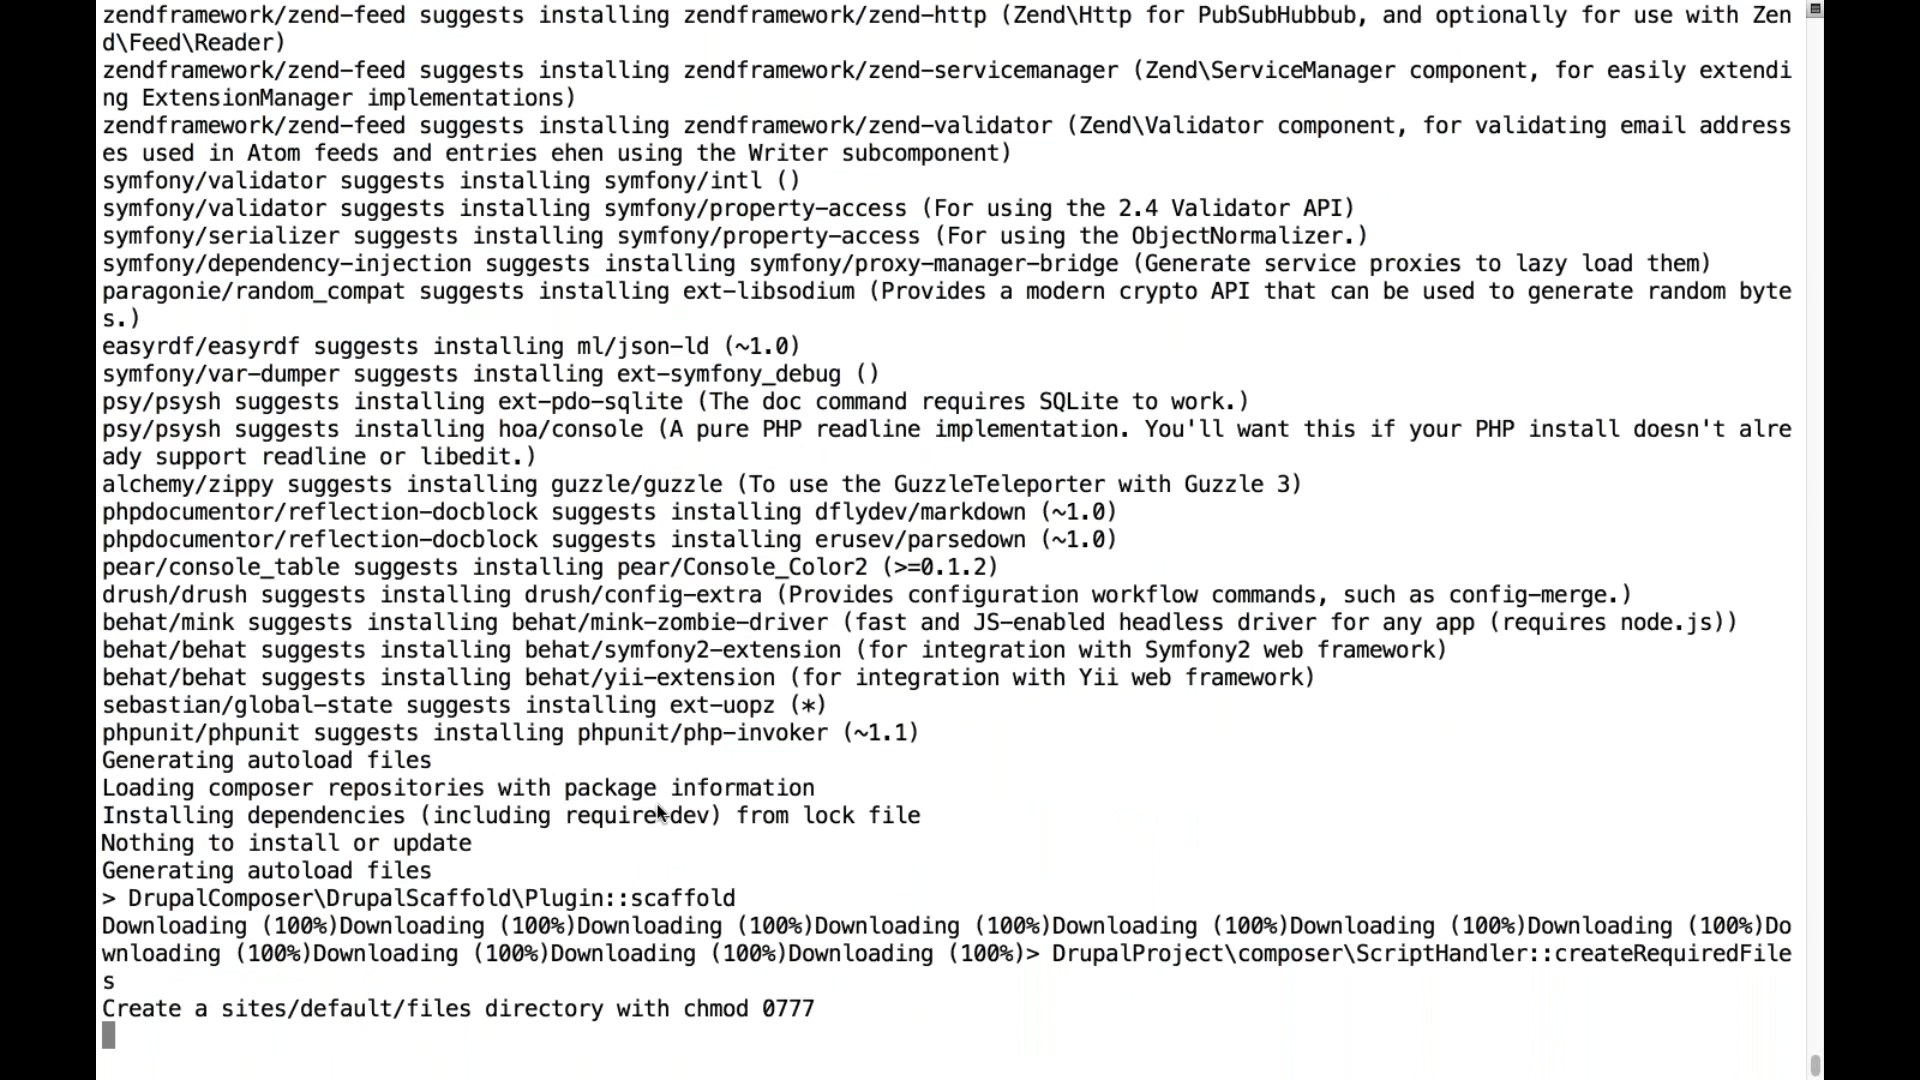 zendframework/zend-feed suggests installing zendframework/zend-http (Zend\Http for PubSubHubbub, and optionally for use with Zen
d\Feed\Reader)
zendframework/zend-feed suggests installing zendframework/zend-servicemanager (Zend\ServiceManager component, for easily extendi
ng ExtensionManager implementations)
zendframework/zend-feed suggests installing zendframework/zend-validator (Zend\Validator component, for validating email address
es used in Atom feeds and entries ehen using the Writer subcomponent)
symfony/validator suggests installing symfony/intl ()
symfony/validator suggests installing symfony/property-access (For using the 2.4 Validator API)
symfony/serializer suggests installing symfony/property-access (For using the ObjectNormalizer.)
symfony/dependency-injection suggests installing symfony/proxy-manager-bridge (Generate service proxies to lazy load them)
paragonie/random_compat suggests installing ext-libsodium (Provides a modern crypto API that can be used to generate random byte
s.)
easyrdf/easyrdf suggests installing ml/json-ld (~1.0)
symfony/var-dumper suggests installing ext-symfony_debug ()
psy/psysh suggests installing ext-pdo-sqlite (The doc command requires SQLite to work.)
psy/psysh suggests installing hoa/console (A pure PHP readline implementation. You'll want this if your PHP install doesn't alre
ady support readline or libedit.)
alchemy/zippy suggests installing guzzle/guzzle (To use the GuzzleTeleporter with Guzzle 3)
phpdocumentor/reflection-docblock suggests installing dflydev/markdown (~1.0)
phpdocumentor/reflection-docblock suggests installing erusev/parsedown (~1.0)
pear/console_table suggests installing pear/Console_Color2 (>=0.1.2)
drush/drush suggests installing drush/config-extra (Provides configuration workflow commands, such as config-merge.)
behat/mink suggests installing behat/mink-zombie-driver (fast and JS-enabled headless driver for any app (requires node.js))
behat/behat suggests installing behat/symfony2-extension (for integration with Symfony2 web framework)
behat/behat suggests installing behat/yii-extension (for integration with Yii web framework)
sebastian/global-state suggests installing ext-uopz (*)
phpunit/phpunit suggests installing phpunit/php-invoker (~1.1)
Generating autoload files
Loading composer repositories with package information
Installing dependencies (including require-dev) from lock file
Nothing to install or update
Generating autoload files
> DrupalComposer\DrupalScaffold\Plugin::scaffold
Downloading (100%)Downloading (100%)Downloading (100%)Downloading (100%)Downloading (100%)Downloading (100%)Downloading (100%)Do
wnloading (100%)Downloading (100%)Downloading (100%)Downloading (100%)> DrupalProject\composer\ScriptHandler::createRequiredFile
s
Create a sites/default/files directory with chmod 0777